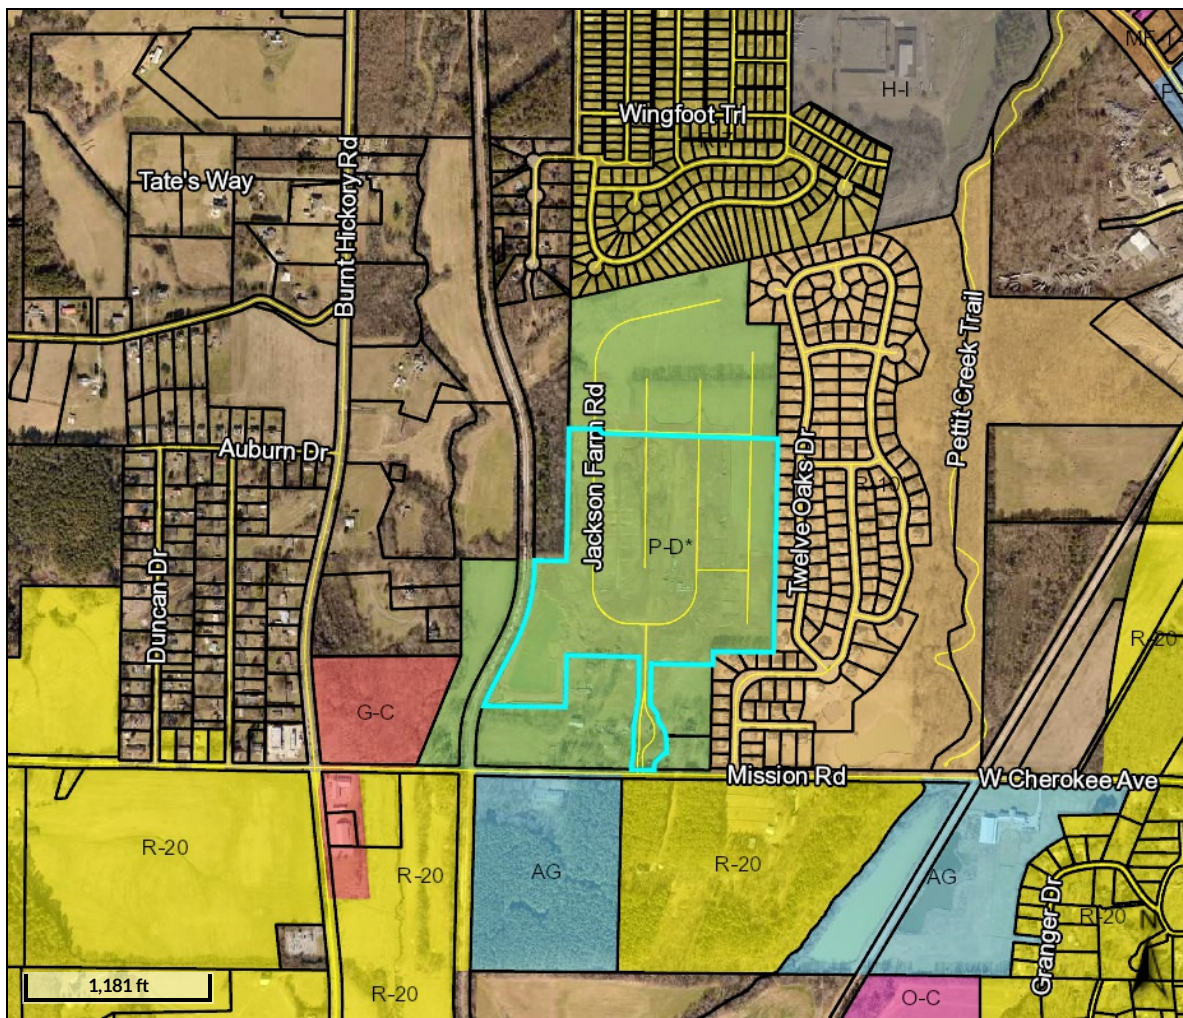 MF-14
H-I
P-
Wingfoot Trl
Tate's Way
Burnt Hickory Rd
Pettit Creek Trail
Jackson Farm Rd
Twelve Oaks Dr
Auburn Dr
P-D*
Duncan Dr
R-20
G-C
Mission Rd
W Cherokee Ave
R-20
R-20
AG
R-20
AG
Granger Dr
R-20
N
1,181 ft
R-20
O-C